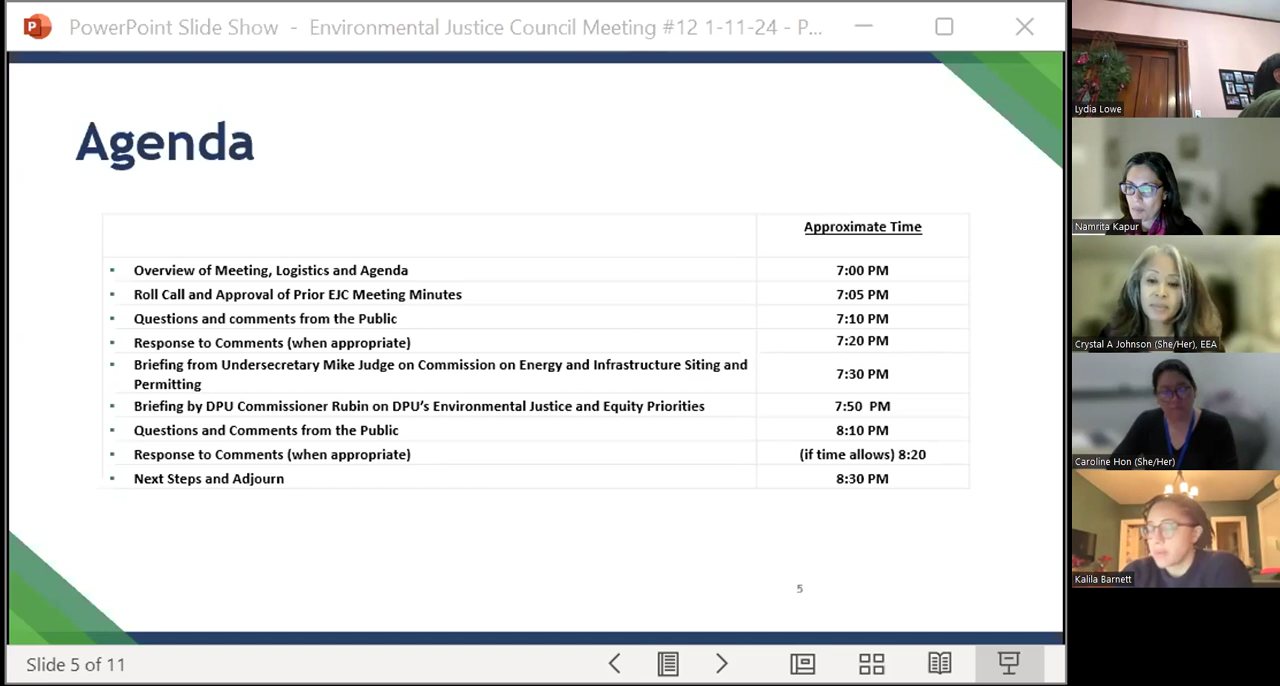 PowerPoint Slide Show - Environmental Justice Council Meeting #12 1-11-24 - P...
Agenda
Approximate Time
Overview of Meeting, Logistics and Agenda 7:00 PM
Roll Call and Approval of Prior EJC Meeting Minutes 7:05 PM
Questions and comments from the Public 7:10 PM
Response to Comments (when appropriate) 7:20 PM
Briefing from Undersecretary Mike Judge on Commission on Energy and Infrastructure Siting and
Permitting 7:30 PM
Briefing by DPU Commissioner Rubin on DPU's Environmental Justice and Equity Priorities 7:50 PM
Questions and Comments from the Public 8:10 PM
Response to Comments (when appropriate) (if time allows) 8:20
Next Steps and Adjourn 8:30 PM
5
Slide 5 of 11
Lydia Lowe
Namrita Kapur
Crystal A Johnson (She/Her), EEA
Caroline Hon (She/Her)
Kalila Barnett